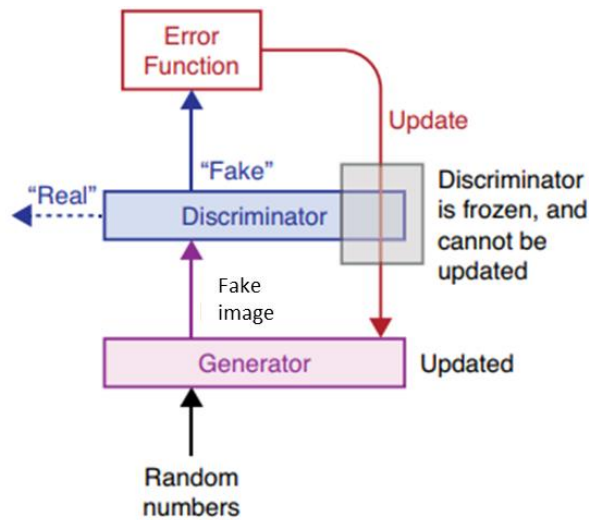 Error
Function
Update
"Fake"
"Real"
Discriminator
Discriminator
is frozen, and
cannot be
updated
Fake
image
Generator
Updated
Random
numbers